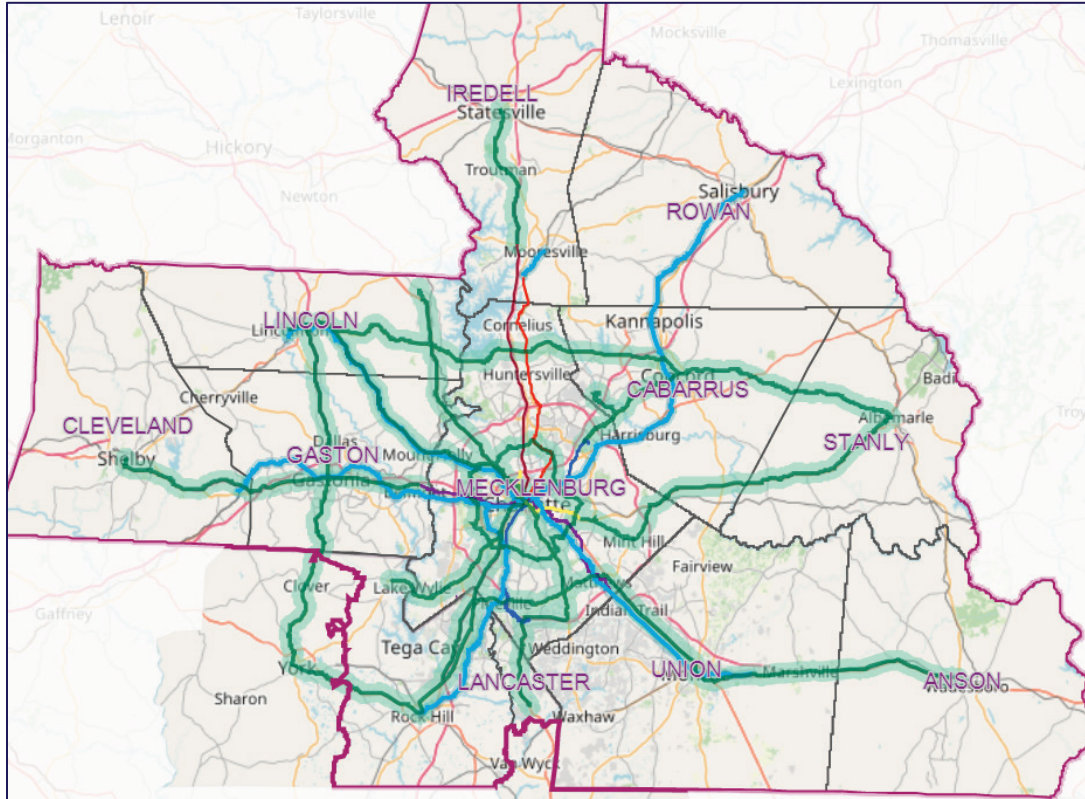 Lenoir
Taylorsville
Mocksville
Thomasville
Lexington
IREDELL
Statesville
Morganton
Hickory
Troutman
Newton
Salisbury
ROWAN
Mooresville
LINCOLN
Cornelius
Kannapolis
Huntersville
Badi
CABARRUS
Cherryville
Albemarle
CLEVELAND
Harrisburg
STANLY
Shelby
Dallas
GASTON
MECKLENBURG
Mint Hill
Fairview
Clover
Lake Wylie
Matthews
Indian Trail
Gaffney
Tega Cay
Weddington
York
UNION
Marshville
LANCASTER
ANSON
Sharon
Rock Hill
Waxhaw
Van Wyck